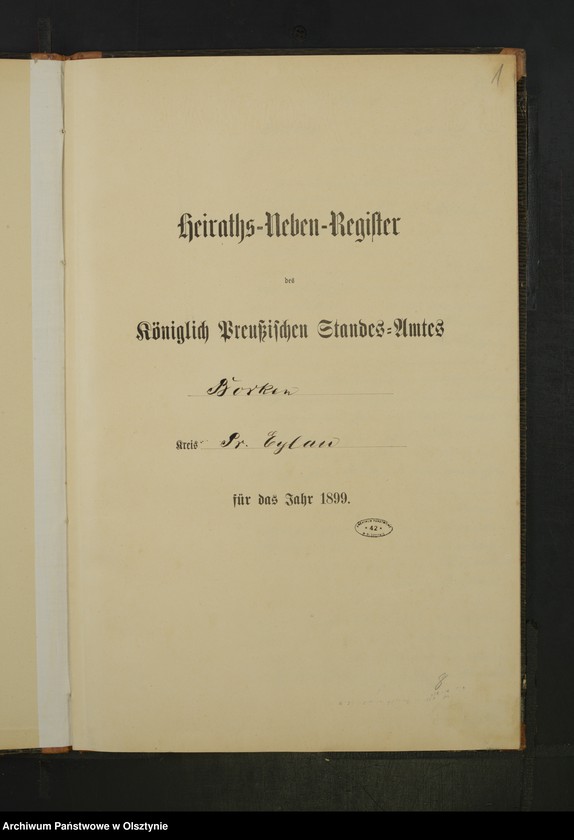 1
Heiraths-Neben-Register
des
Königlich Preußischen Standes-Amtes
Borken
Kreis Pr. Eylau
für das Jahr 1899.
42
8
Archiwum Państwowe w Olsztynie